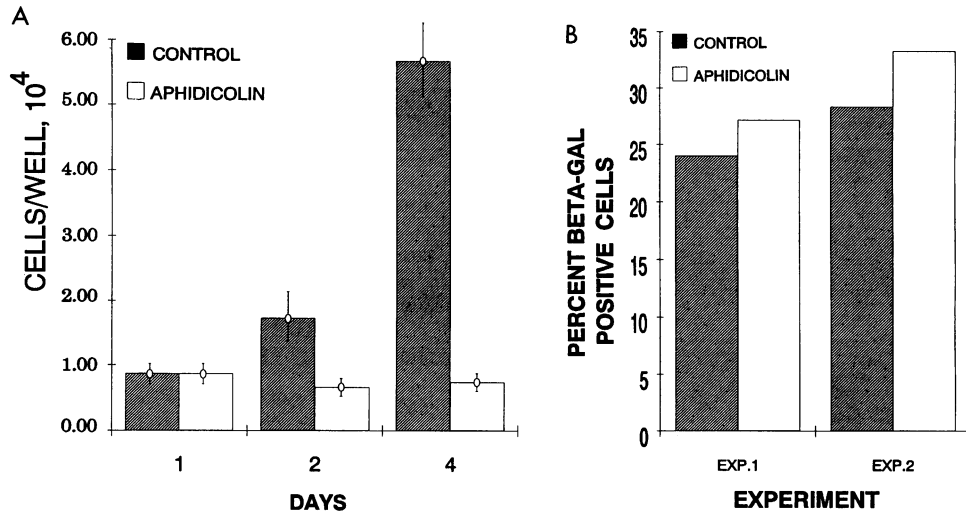 A
CELLS/WELL, 10^4
6.00
5.00
4.00
3.00
2.00
1.00
0.00
CONTROL
APHIDICOLIN
1 2 4
DAYS
B
PERCENT BETA-GAL
POSITIVE CELLS
35
30
25
20
15
10
5
0
CONTROL
APHIDICOLIN
EXP.1 EXP.2
EXPERIMENT